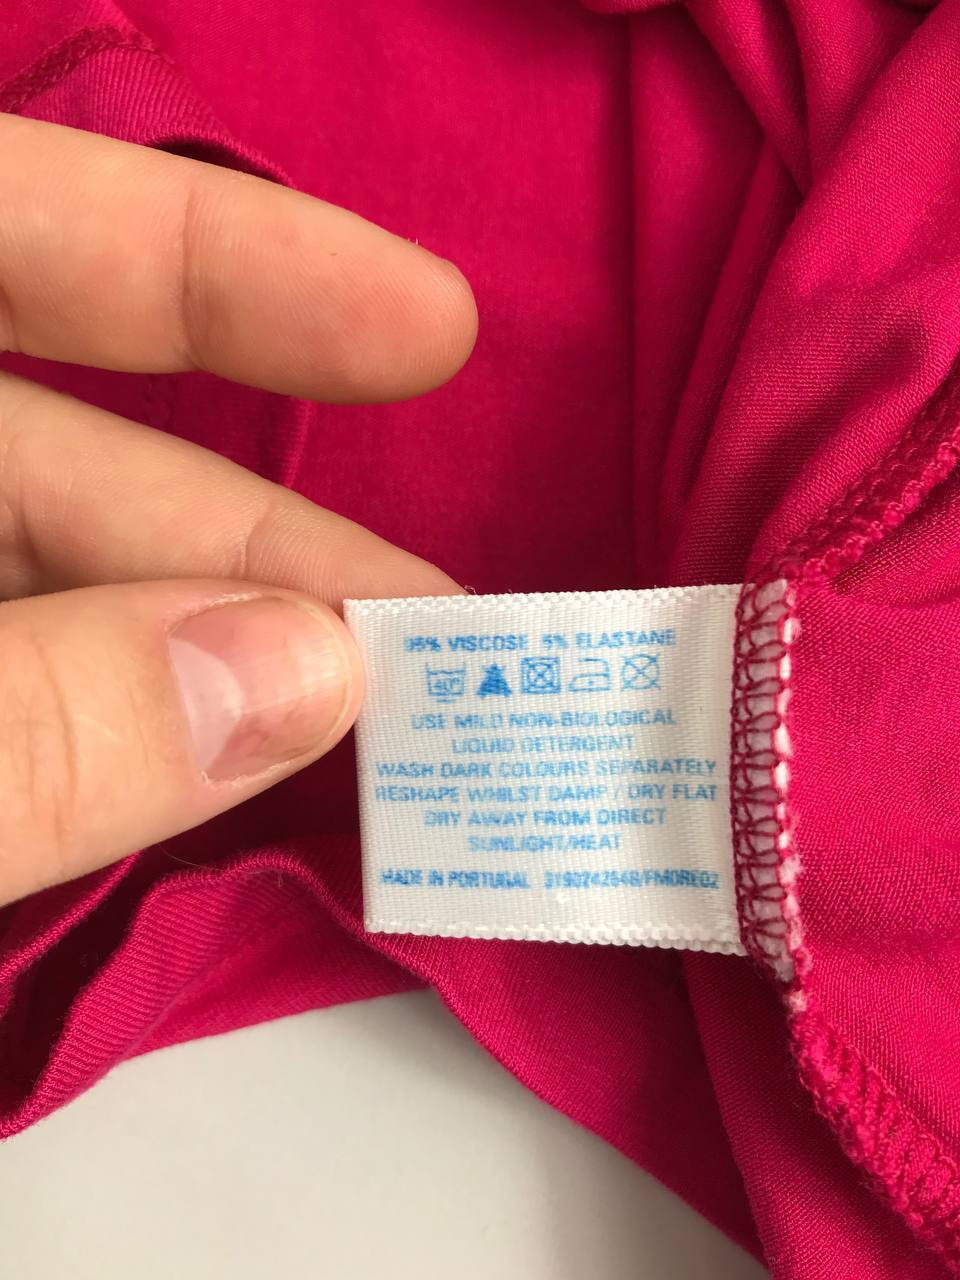 95% VISCOSE 5% ELASTANE
40°
USE MILD NON-BIOLOGICAL
LIQUID DETERGENT
WASH DARK COLOURS SEPARATELY
RESHAPE WHILST DAMP / DRY FLAT
DRY AWAY FROM DIRECT
SUNLIGHT/HEAT
MADE IN PORTUGAL